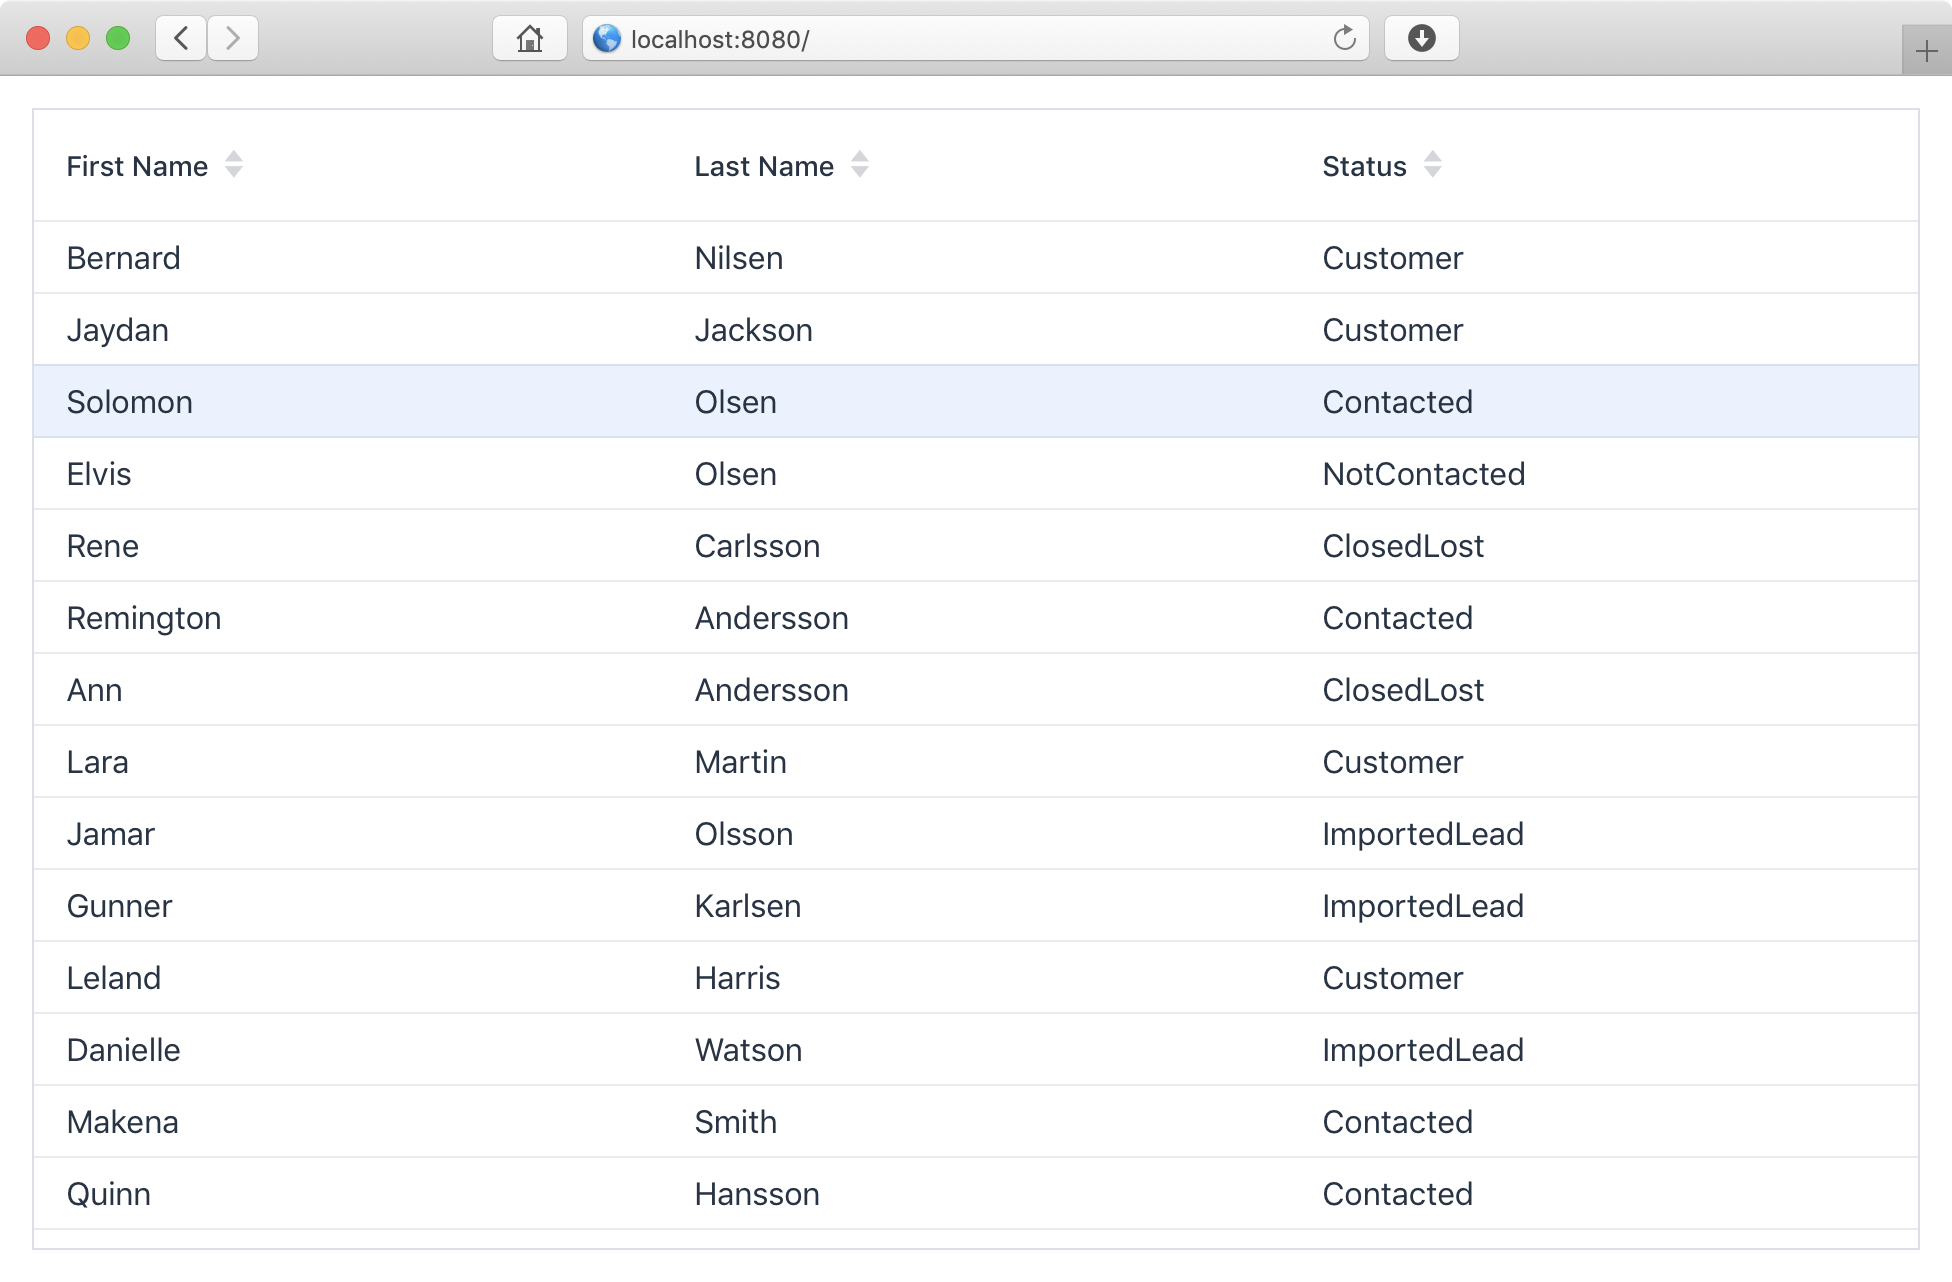 localhost:8080/
First Name Last Name Status
Bernard Nilsen Customer
Jaydan Jackson Customer
Solomon Olsen Contacted
Elvis Olsen NotContacted
Rene Carlsson ClosedLost
Remington Andersson Contacted
Ann Andersson ClosedLost
Lara Martin Customer
Jamar Olsson ImportedLead
Gunner Karlsen ImportedLead
Leland Harris Customer
Danielle Watson ImportedLead
Makena Smith Contacted
Quinn Hansson Contacted